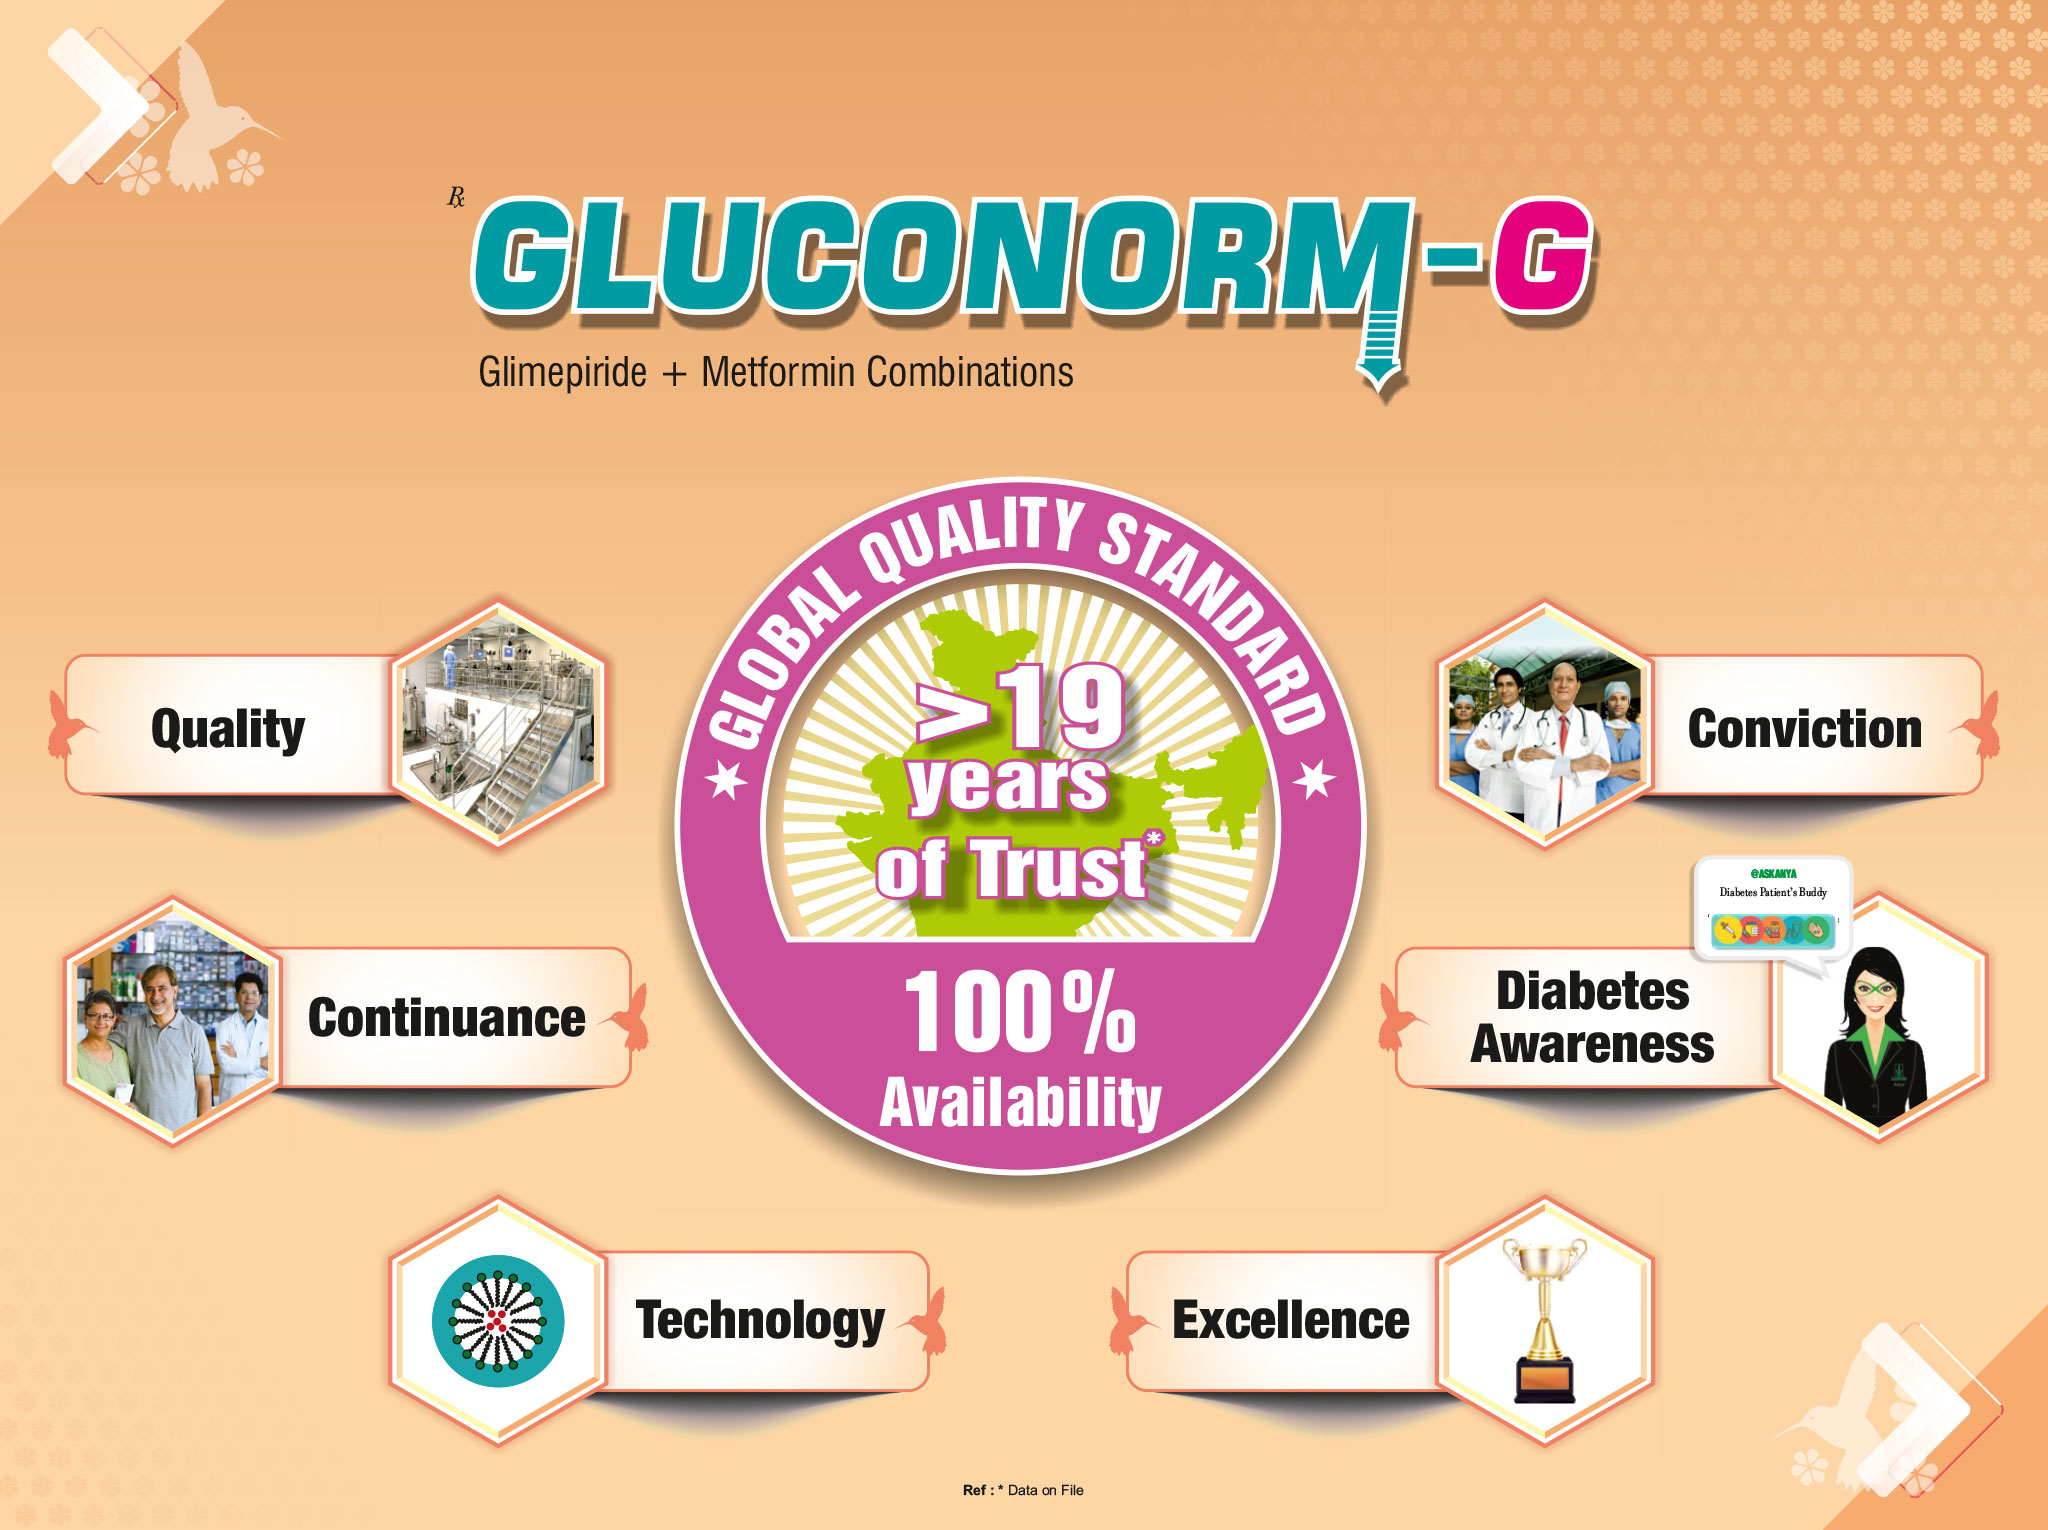 Rx
GLUCONORM-G
Glimepiride + Metformin Combinations
GLOBAL QUALITY STANDARD
>19
years
of Trust*
100%
Availability
Quality
Continuance
Technology
Conviction
@ASKANYA
Diabetes Patient's Buddy
Diabetes
Awareness
Excellence
Ref : * Data on File